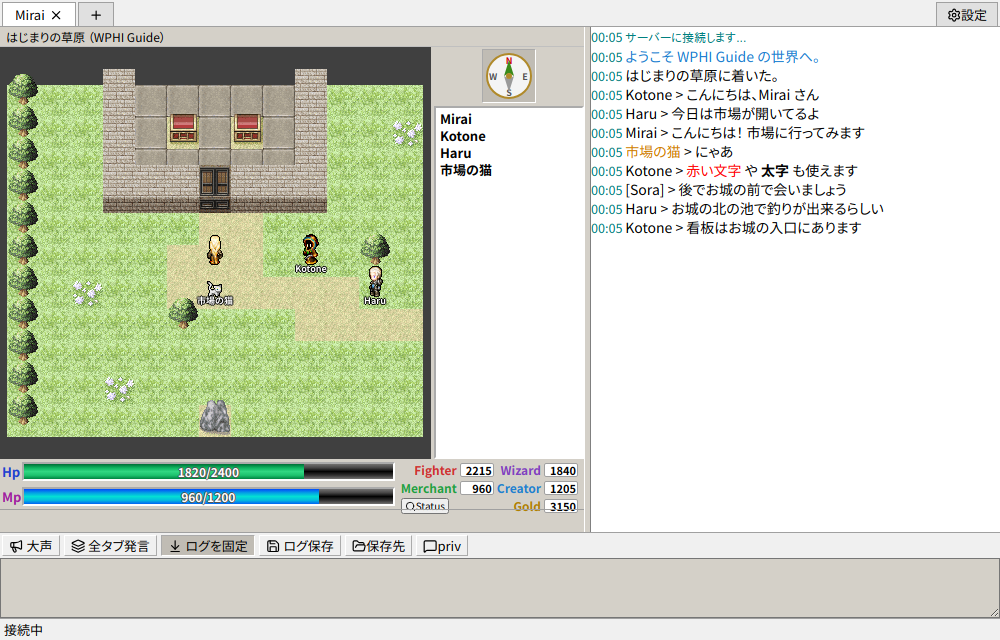 Mirai ×
+
設定
はじまりの草原 (WPHI Guide)
N
W E
S
Mirai
Kotone
Haru
市場の猫
Kotone
市場の猫
Haru
Hp 1820/2400
Mp 960/1200
Fighter 2215 Wizard 1840
Merchant 960 Creator 1205
Status Gold 3150
00:05 サーバーに接続します...
00:05 ようこそ WPHI Guide の世界へ。
00:05 はじまりの草原に着いた。
00:05 Kotone > こんにちは、Mirai さん
00:05 Haru > 今日は市場が開いてるよ
00:05 Mirai > こんにちは! 市場に行ってみます
00:05 市場の猫 > にゃあ
00:05 Kotone > 赤い文字 や 太字 も使えます
00:05 [Sora] > 後でお城の前で会いましょう
00:05 Haru > お城の北の池で釣りが出来るらしい
00:05 Kotone > 看板はお城の入口にあります
大声 全タブ発言 ログを固定 ログ保存 保存先 priv
接続中